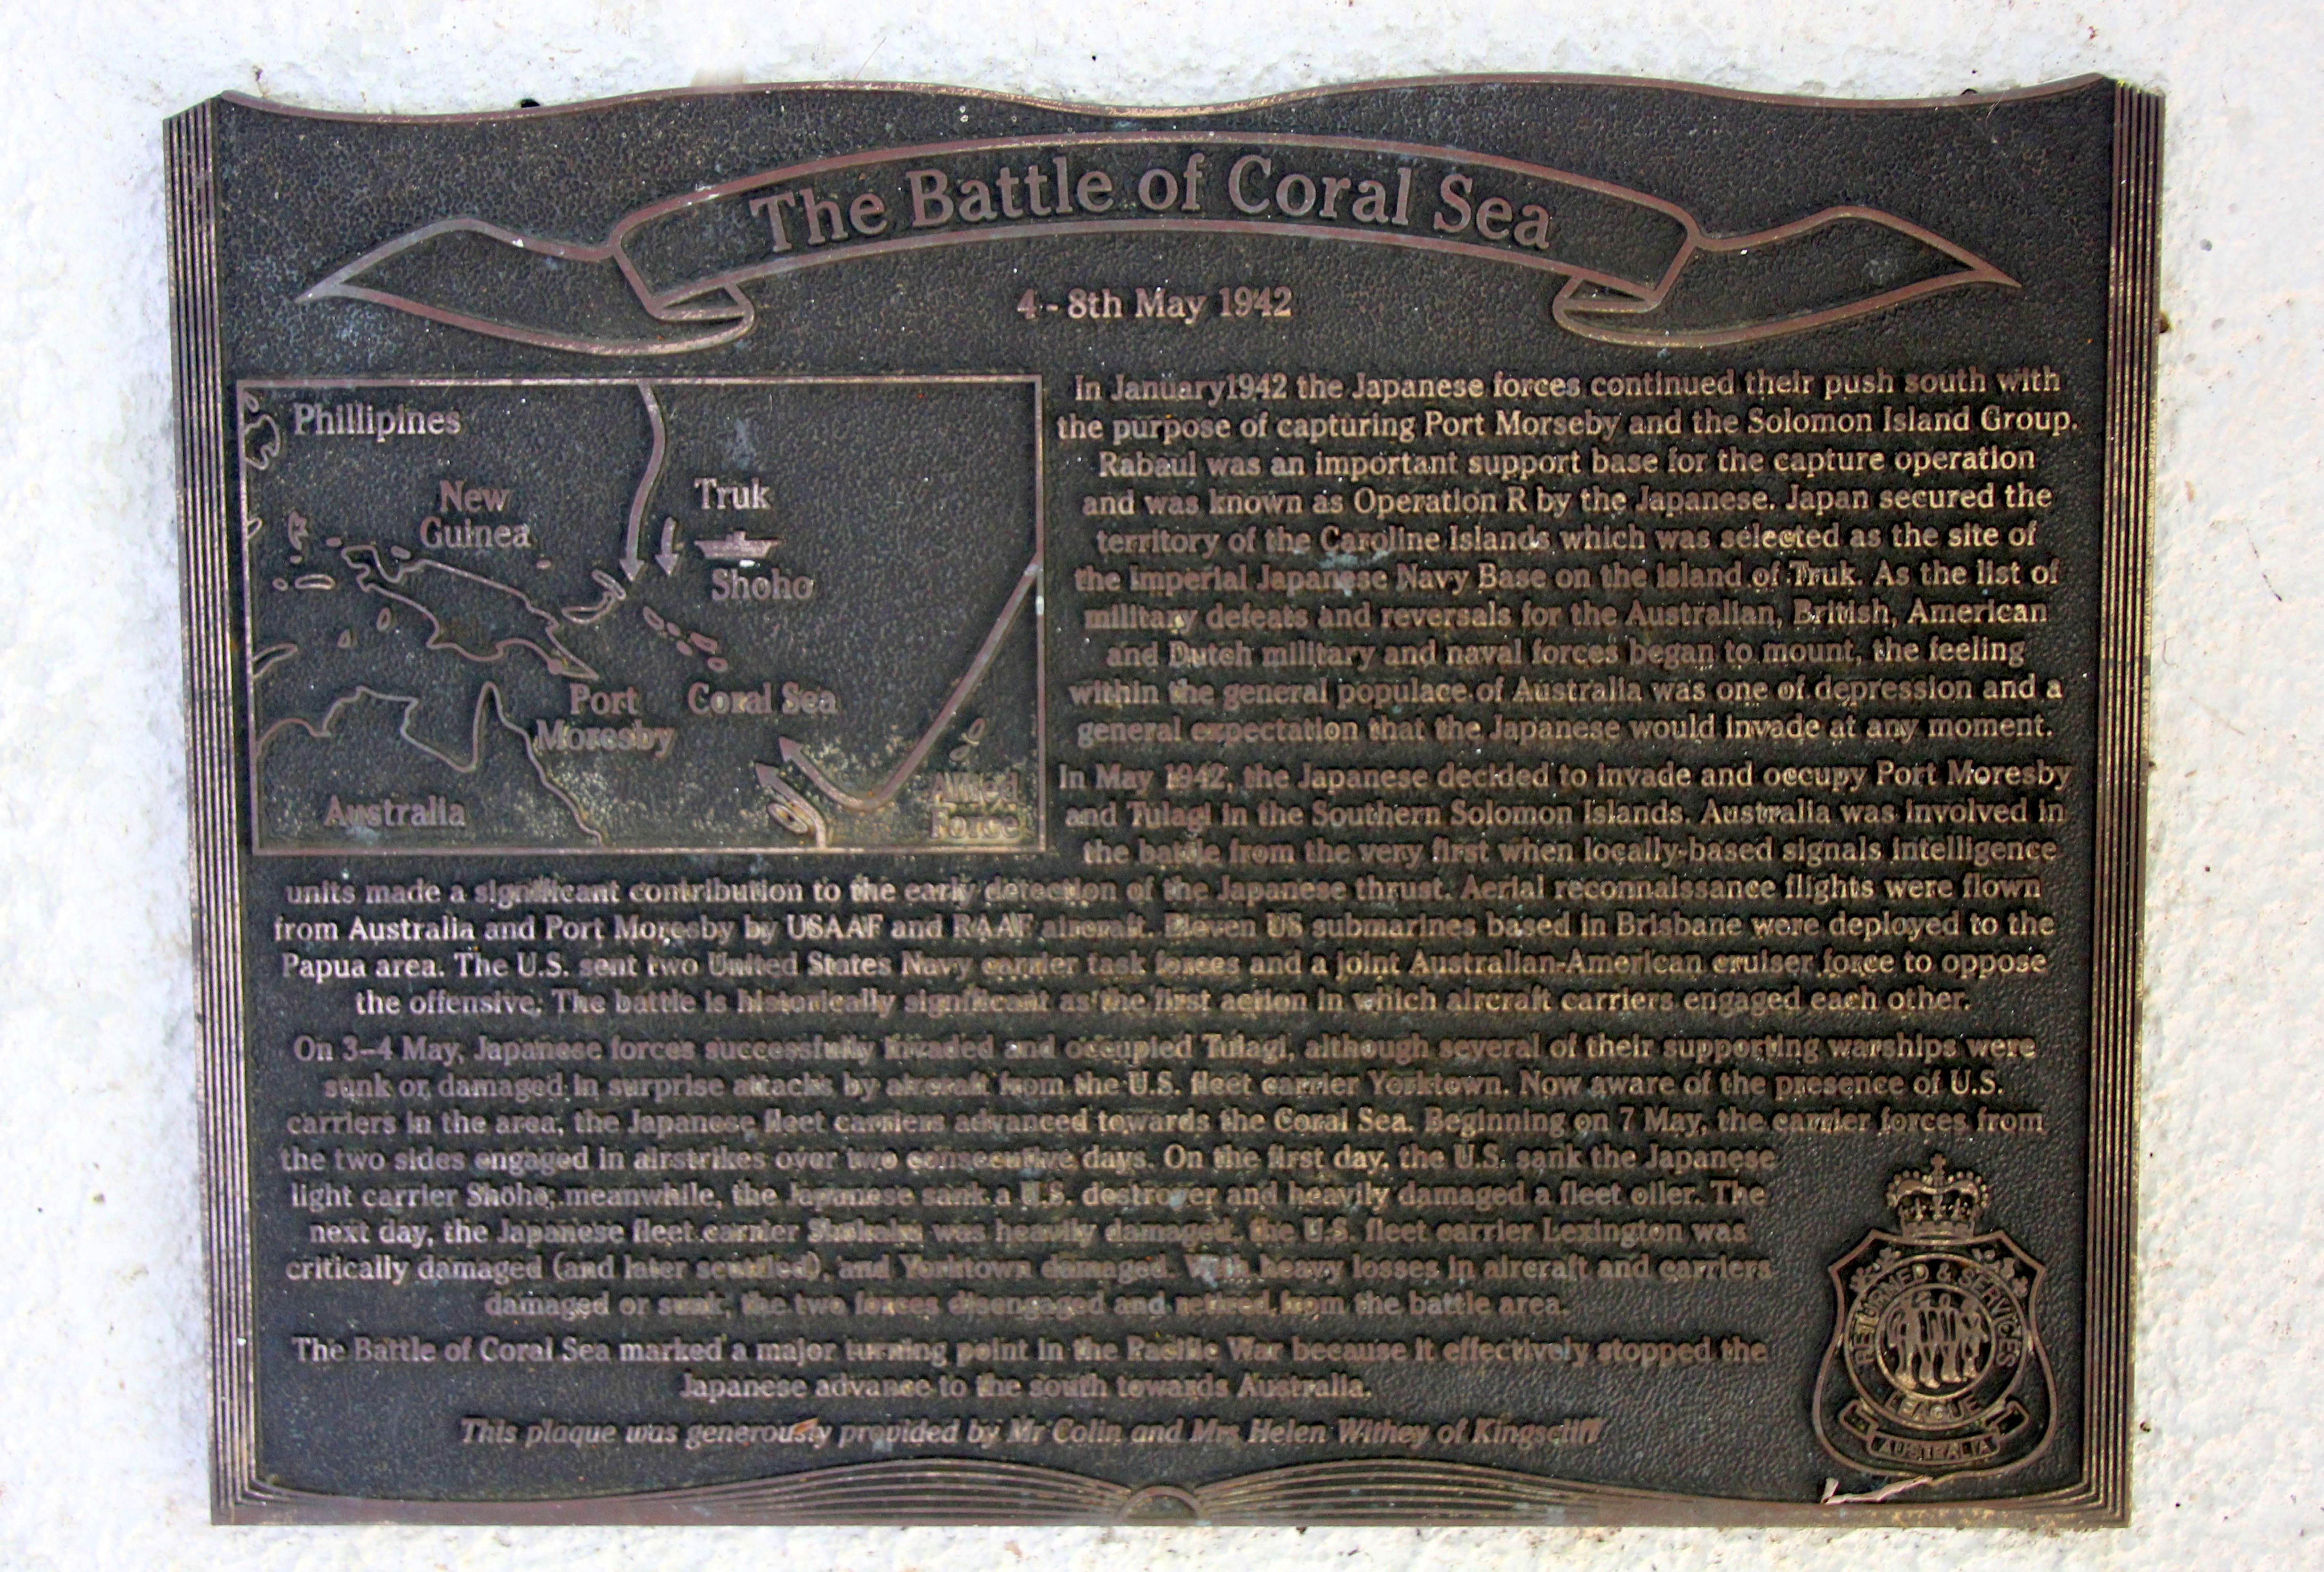 The Battle of Coral Sea
4 - 8th May 1942
Phillipines
New
Guinea
Truk
Shoho
Port
Moresby
Coral Sea
Australia
Allied
Force
In January1942 the Japanese forces continued their push south with
the purpose of capturing Port Morseby and the Solomon Island Group.
Rabaul was an important support base for the capture operation
and was known as Operation R by the Japanese. Japan secured the
territory of the Caroline Islands which was selected as the site of
the Imperial Japanese Navy Base on the island of Truk. As the list of
military defeats and reversals for the Australian, British, American
and Dutch military and naval forces began to mount, the feeling
within the general populace of Australia was one of depression and a
general expectation that the Japanese would invade at any moment.
In May 1942, the Japanese decided to invade and occupy Port Moresby
and Tulagi in the Southern Solomon Islands. Australia was involved in
the battle from the very first when locally-based signals intelligence
units made a significant contribution to the early detection of the Japanese thrust. Aerial reconnaissance flights were flown
from Australia and Port Moresby by USAAF and RAAF aircraft. Eleven US submarines based in Brisbane were deployed to the
Papua area. The U.S. sent two United States Navy carrier task forces and a joint Australian-American cruiser force to oppose
the offensive. The battle is historically significant as the first action in which aircraft carriers engaged each other.
On 3-4 May, Japanese forces successfully invaded and occupied Tulagi, although several of their supporting warships were
sunk or damaged in surprise attacks by aircraft from the U.S. fleet carrier Yorktown. Now aware of the presence of U.S.
carriers in the area, the Japanese fleet carriers advanced towards the Coral Sea. Beginning on 7 May, the carrier forces from
the two sides engaged in airstrikes over two consecutive days. On the first day, the U.S. sank the Japanese
light carrier Shoho; meanwhile, the Japanese sank a U.S. destroyer and heavily damaged a fleet oiler. The
next day, the Japanese fleet carrier Shokaku was heavily damaged, the U.S. fleet carrier Lexington was
critically damaged (and later scuttled), and Yorktown damaged. With heavy losses in aircraft and carriers
damaged or sunk, the two forces disengaged and retired from the battle area.
The Battle of Coral Sea marked a major turning point in the Pacific War because it effectively stopped the
Japanese advance to the south towards Australia.
This plaque was generously provided by Mr Colin and Mrs Helen Withey of Kingscliff
RETURNED & SERVICES
LEAGUE
AUSTRALIA